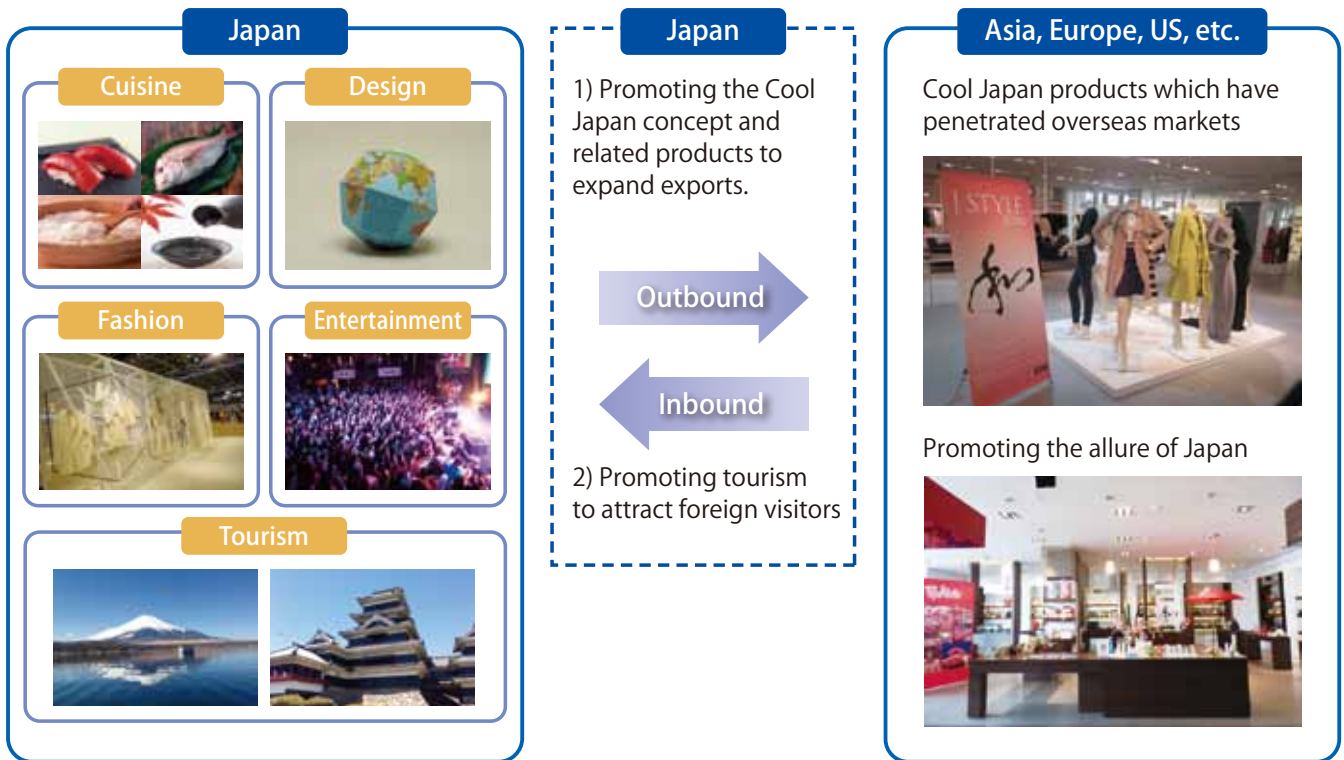 Japan
Cuisine
Design
Fashion
Entertainment
Tourism
Japan
1) Promoting the Cool
Japan concept and
related products to
expand exports.
Outbound
Inbound
2) Promoting tourism
to attract foreign visitors
Asia, Europe, US, etc.
Cool Japan products which have
penetrated overseas markets
I STYLE
和
Promoting the allure of Japan